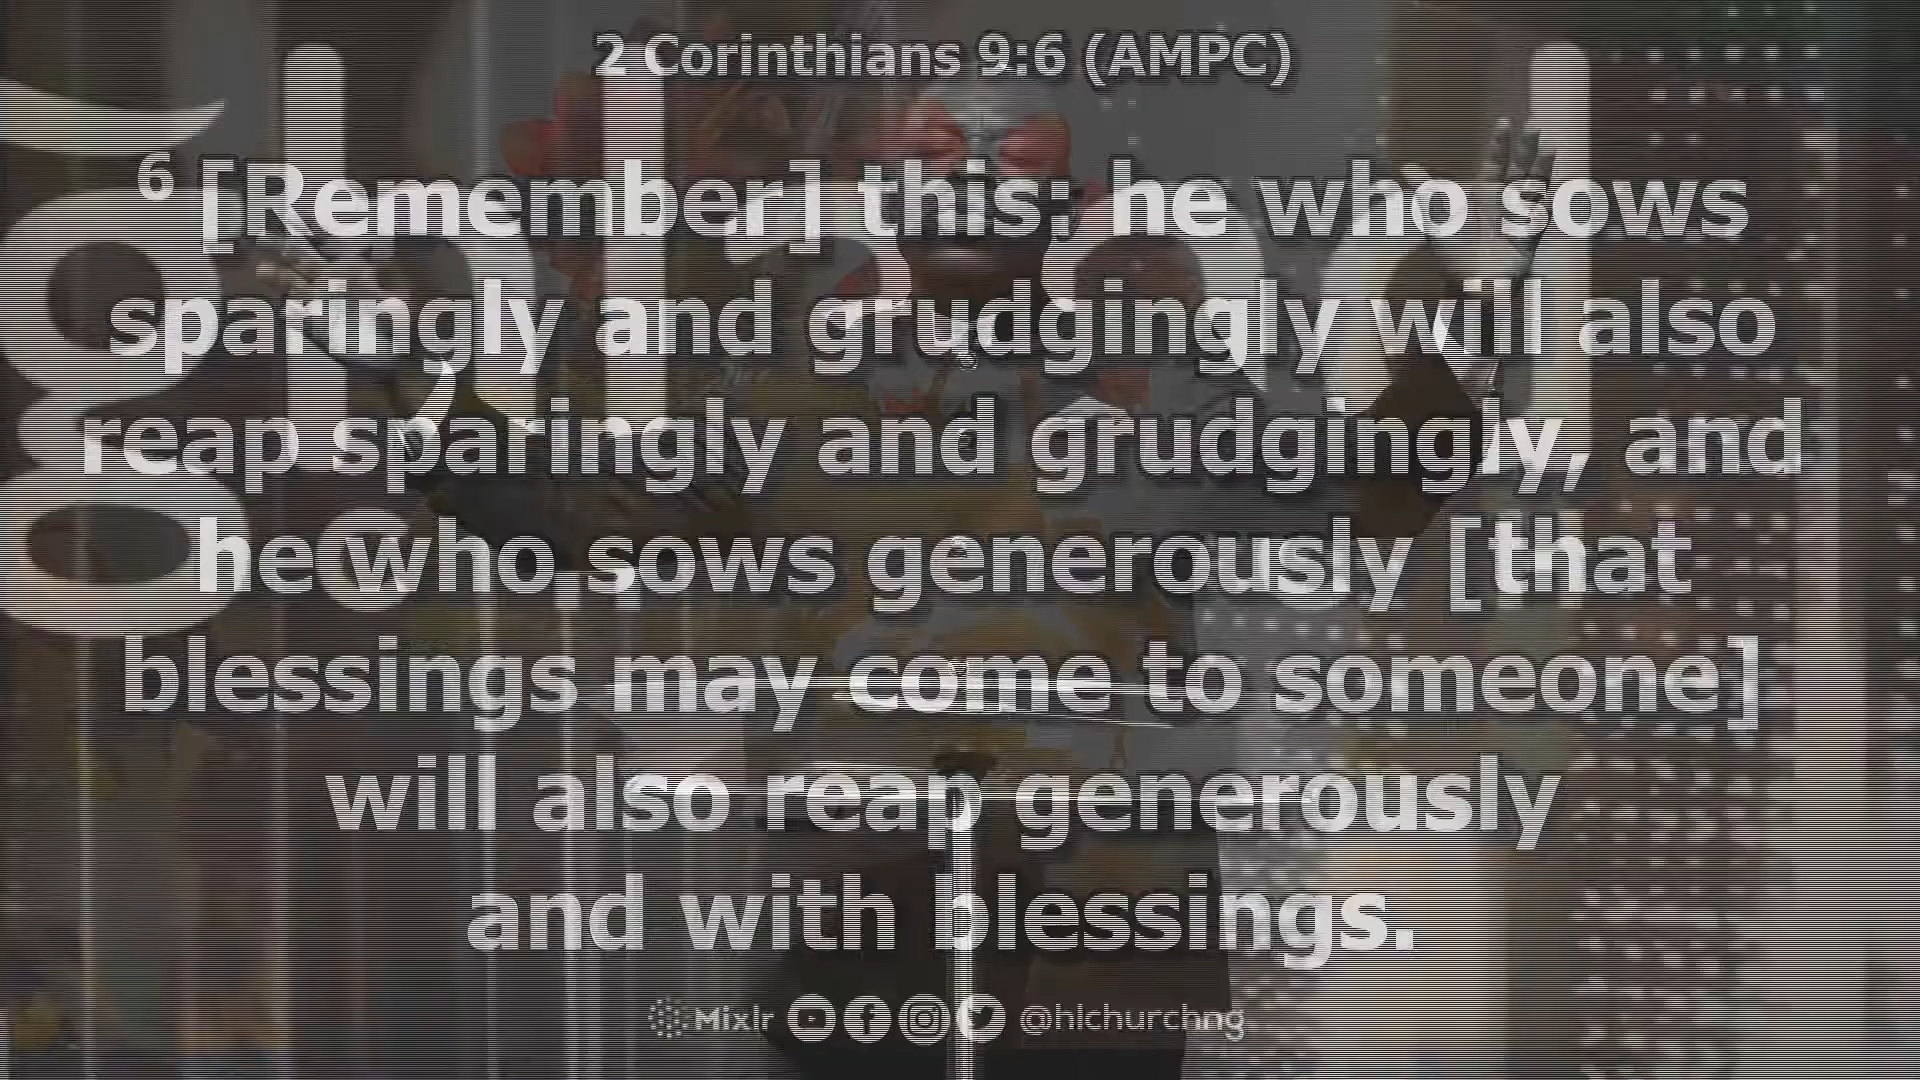 2 Corinthians 9:6 (AMPC)
6 [Remember] this: he who sows
sparingly and grudgingly will also
reap sparingly and grudgingly, and
he who sows generously [that
blessings may come to someone]
will also reap generously
and with blessings.
Mixlr @hlchurchng